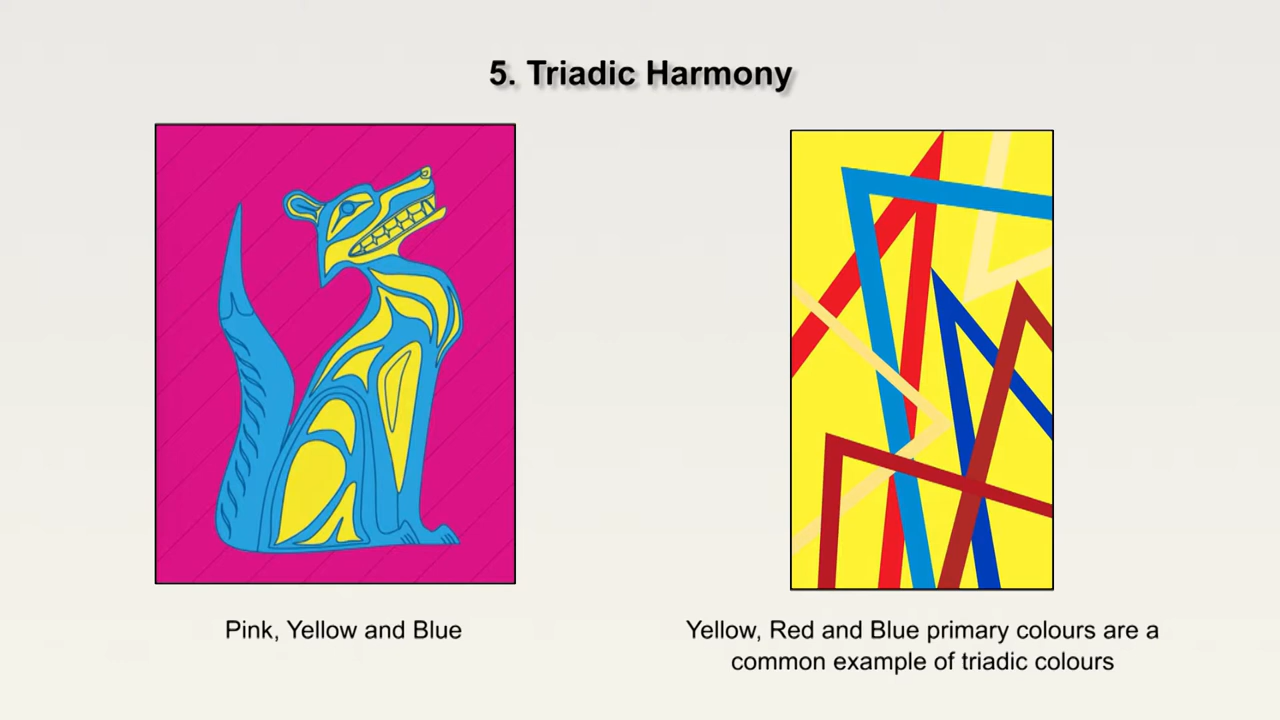 5. Triadic Harmony
Pink, Yellow and Blue
Yellow, Red and Blue primary colours are a
common example of triadic colours